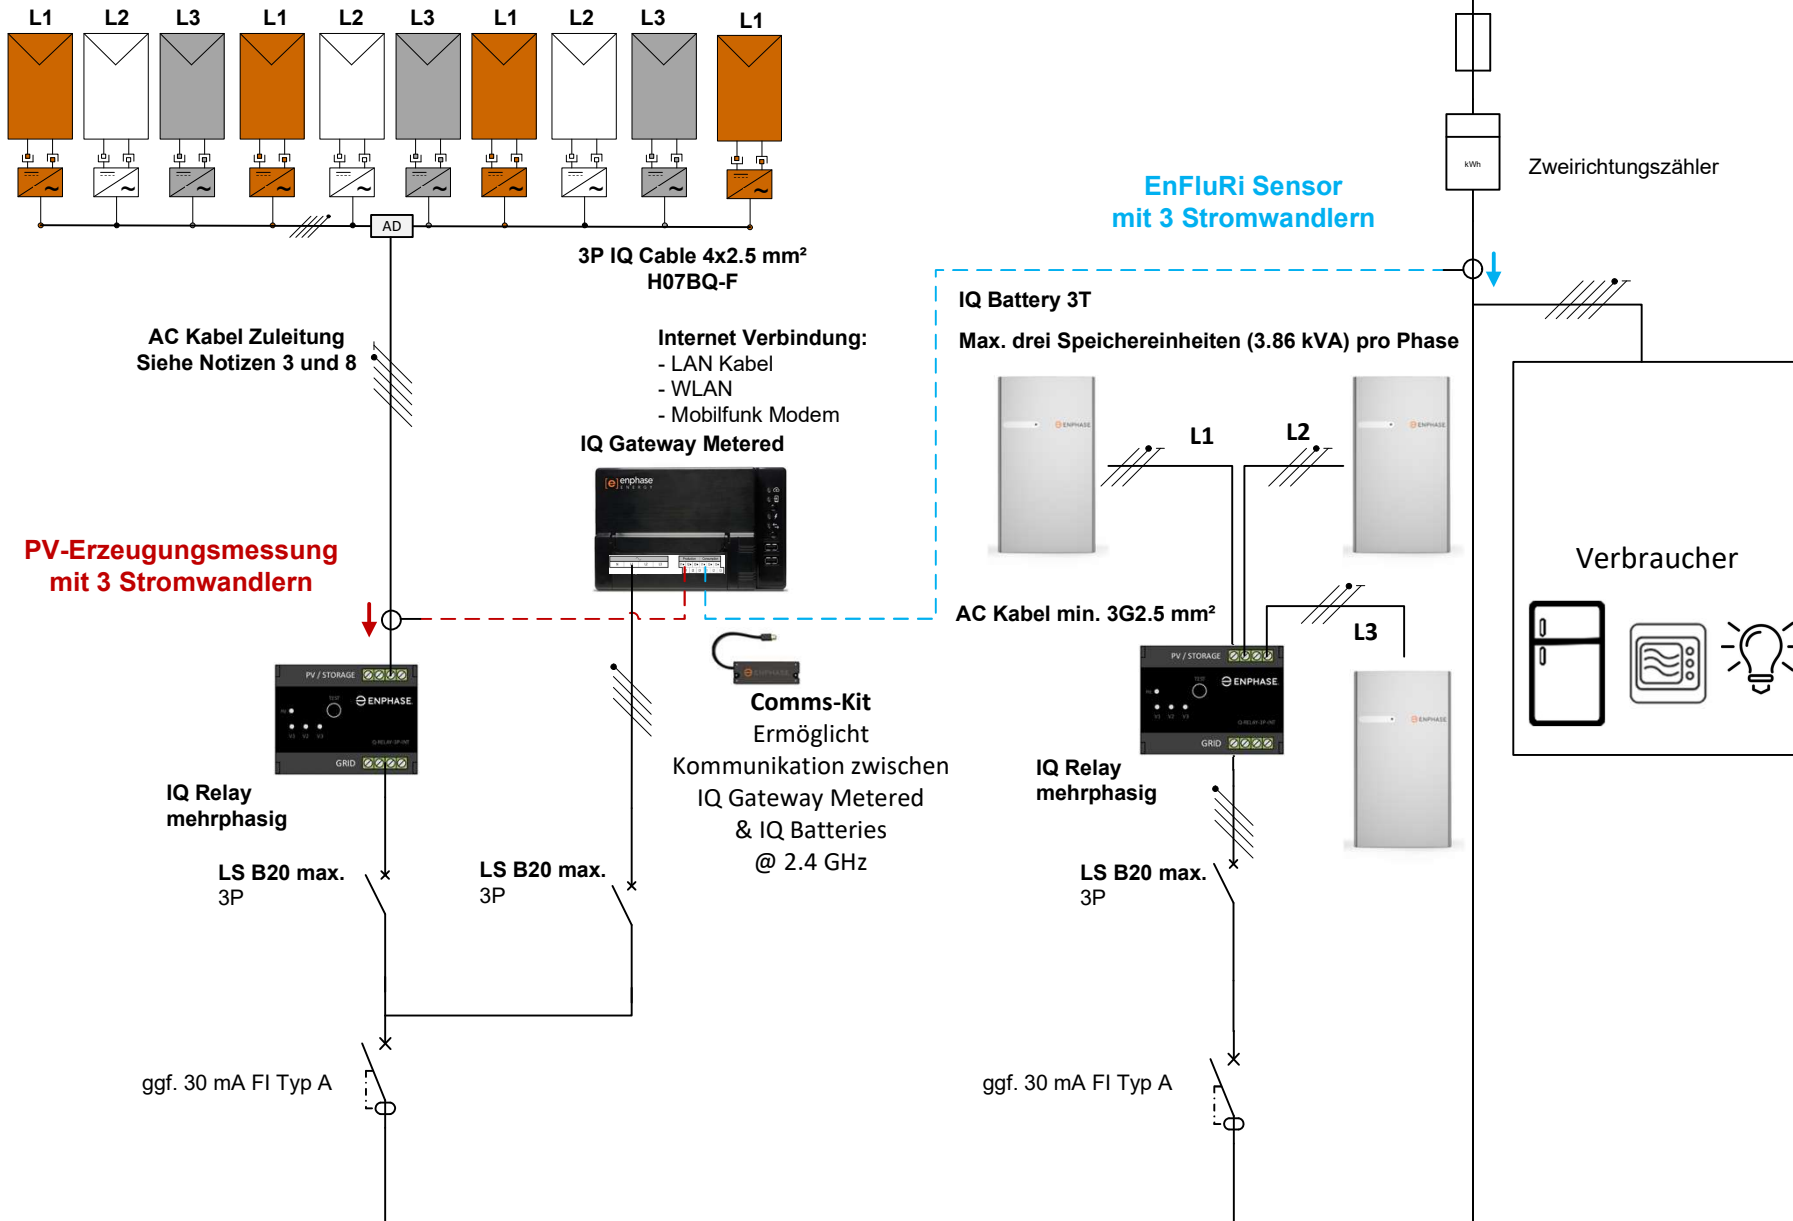 L1 L2 L3 L1 L2 L3 L1 L2 L3 L1
AD
3P IQ Cable 4x2.5 mm²
H07BQ-F
AC Kabel Zuleitung
Siehe Notizen 3 und 8
Internet Verbindung:
- LAN Kabel
- WLAN
- Mobilfunk Modem
IQ Gateway Metered
[e] enphase
ENERGY
PV-Erzeugungsmessung
mit 3 Stromwandlern
PV / STORAGE
ENPHASE
GRID
IQ Relay
mehrphasig
LS B20 max.
3P
LS B20 max.
3P
ggf. 30 mA FI Typ A
ENPHASE
Comms-Kit
Ermöglicht
Kommunikation zwischen
IQ Gateway Metered
& IQ Batteries
@ 2.4 GHz
kWh
Zweirichtungszähler
EnFluRi Sensor
mit 3 Stromwandlern
IQ Battery 3T
Max. drei Speichereinheiten (3.86 kVA) pro Phase
ENPHASE
L1
L2
ENPHASE
AC Kabel min. 3G2.5 mm²
L3
PV / STORAGE
ENPHASE
GRID
ENPHASE
IQ Relay
mehrphasig
LS B20 max.
3P
ggf. 30 mA FI Typ A
Verbraucher